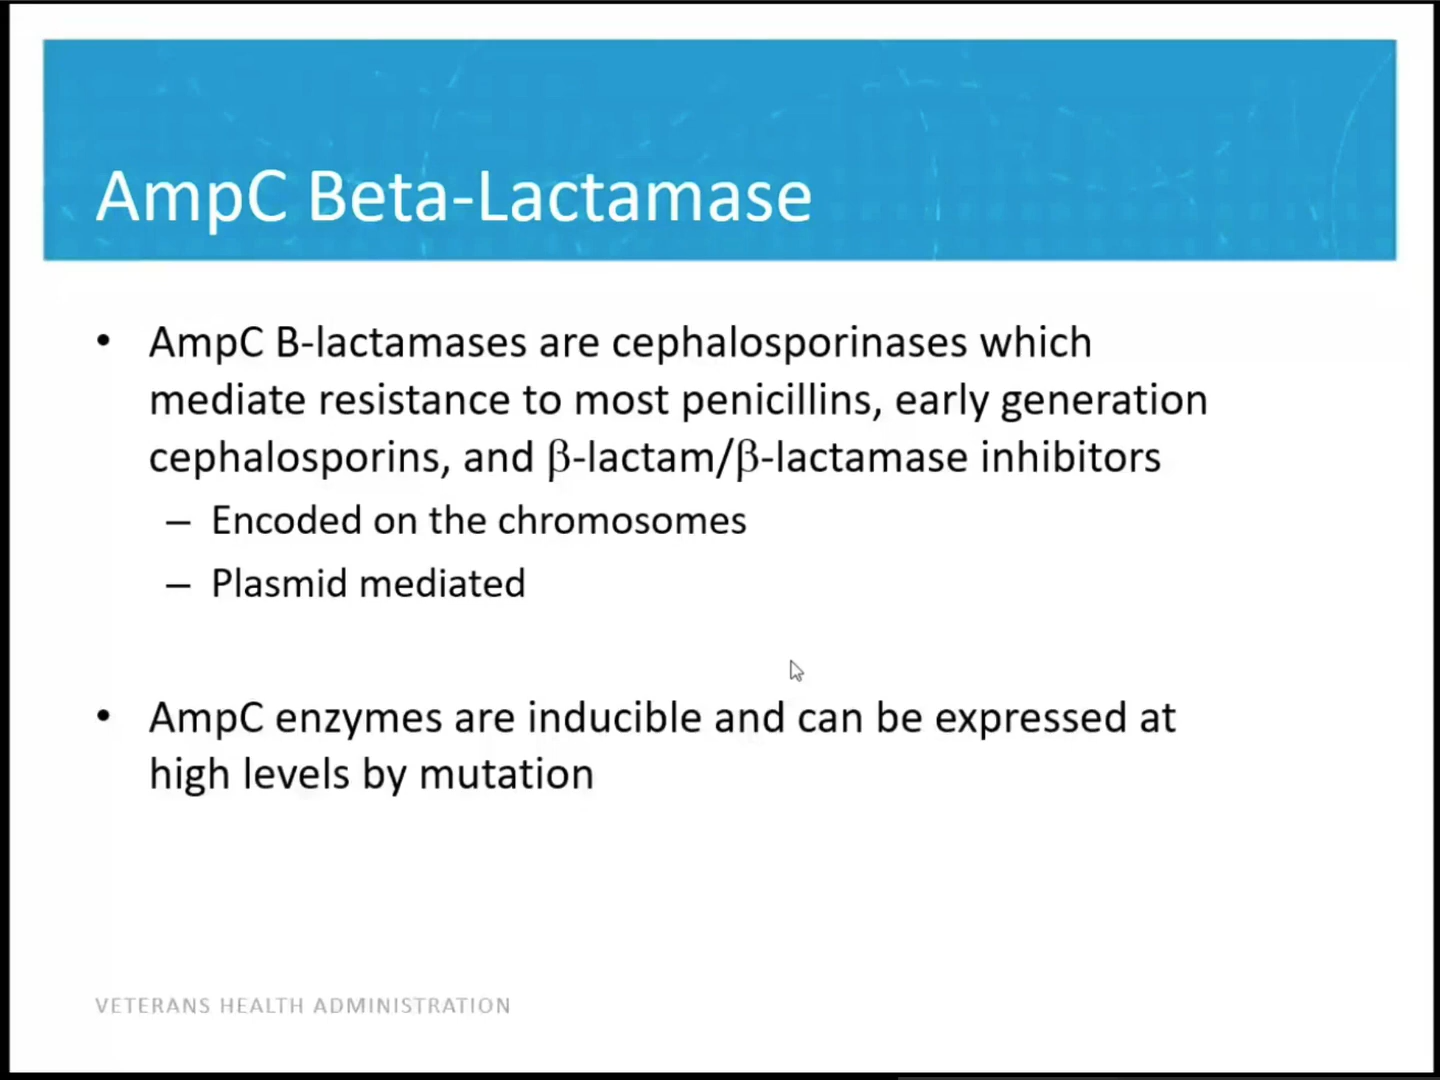 AmpC Beta-Lactamase
• AmpC B-lactamases are cephalosporinases which
mediate resistance to most penicillins, early generation
cephalosporins, and β-lactam/β-lactamase inhibitors
– Encoded on the chromosomes
– Plasmid mediated
• AmpC enzymes are inducible and can be expressed at
high levels by mutation
VETERANS HEALTH ADMINISTRATION